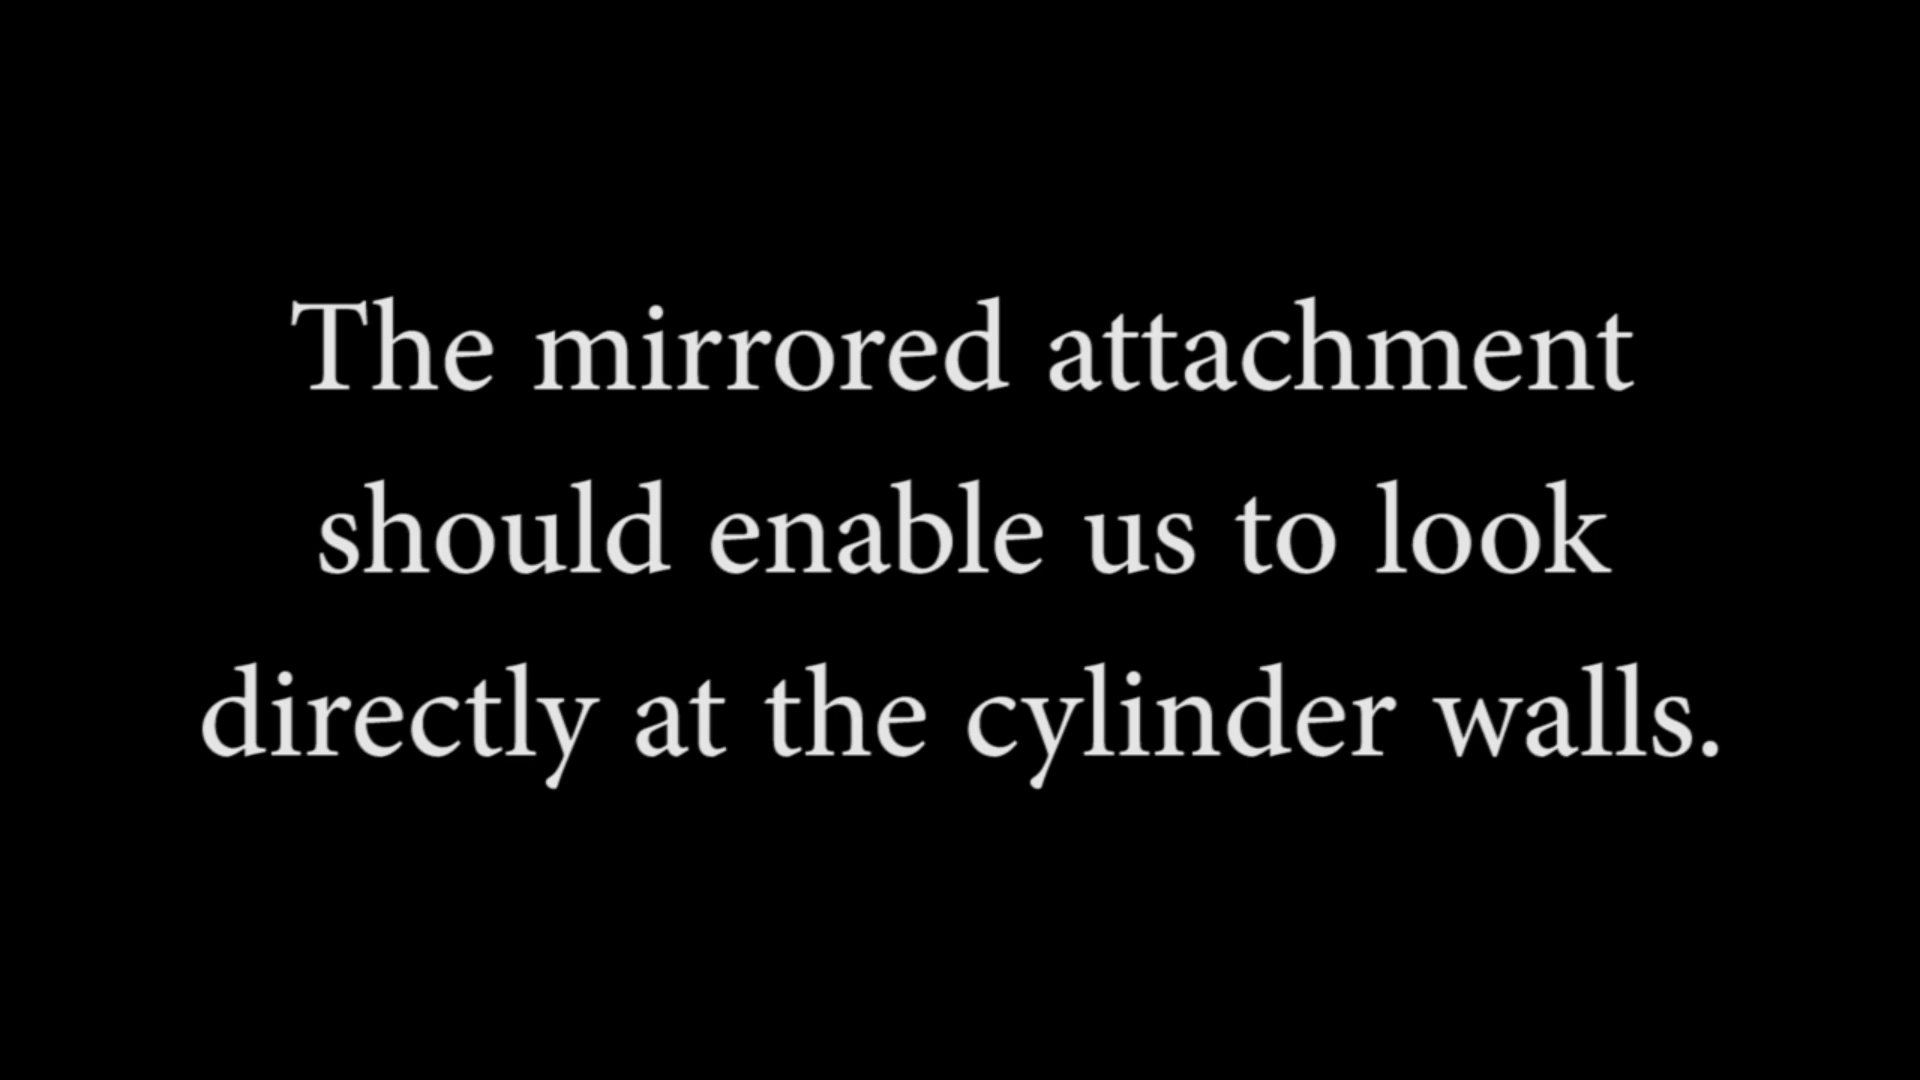 The mirrored attachment
should enable us to look
directly at the cylinder walls.